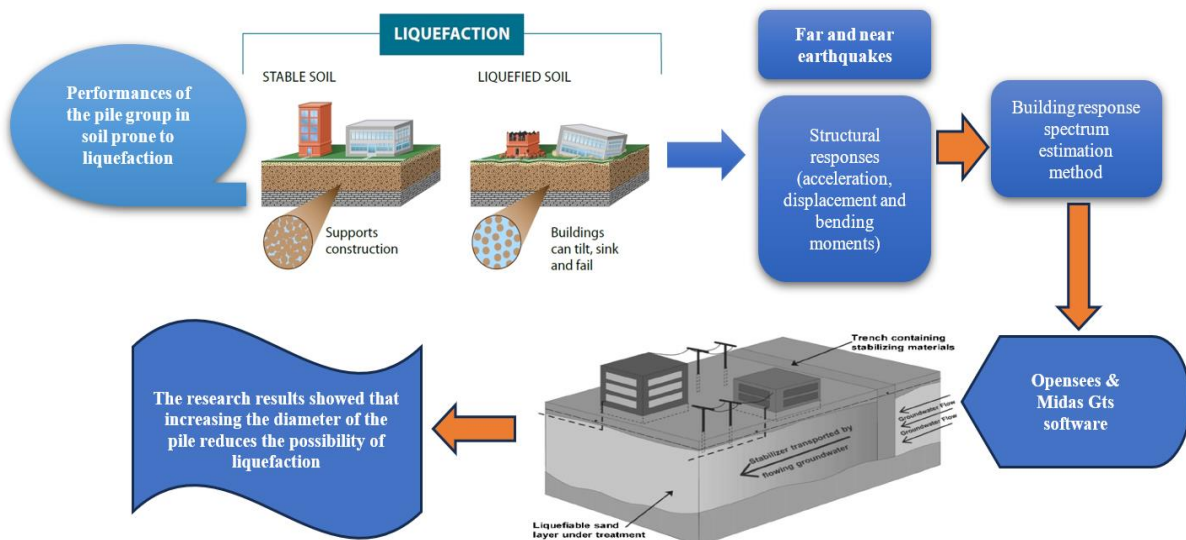 Performances of
the pile group in
soil prone to
liquefaction
LIQUEFACTION
STABLE SOIL
LIQUEFIED SOIL
Supports
construction
Buildings
can tilt, sink
and fail
Far and near
earthquakes
Structural
responses
(acceleration,
displacement and
bending
moments)
Building response
spectrum
estimation
method
Opensees &
Midas Gts
software
Trench containing
stabilizing materials
Groundwater Flow
Groundwater Flow
Stabilizer transported by
flowing groundwater
Liquefiable sand
layer under treatment
The research results showed that
increasing the diameter of the
pile reduces the possibility of
liquefaction